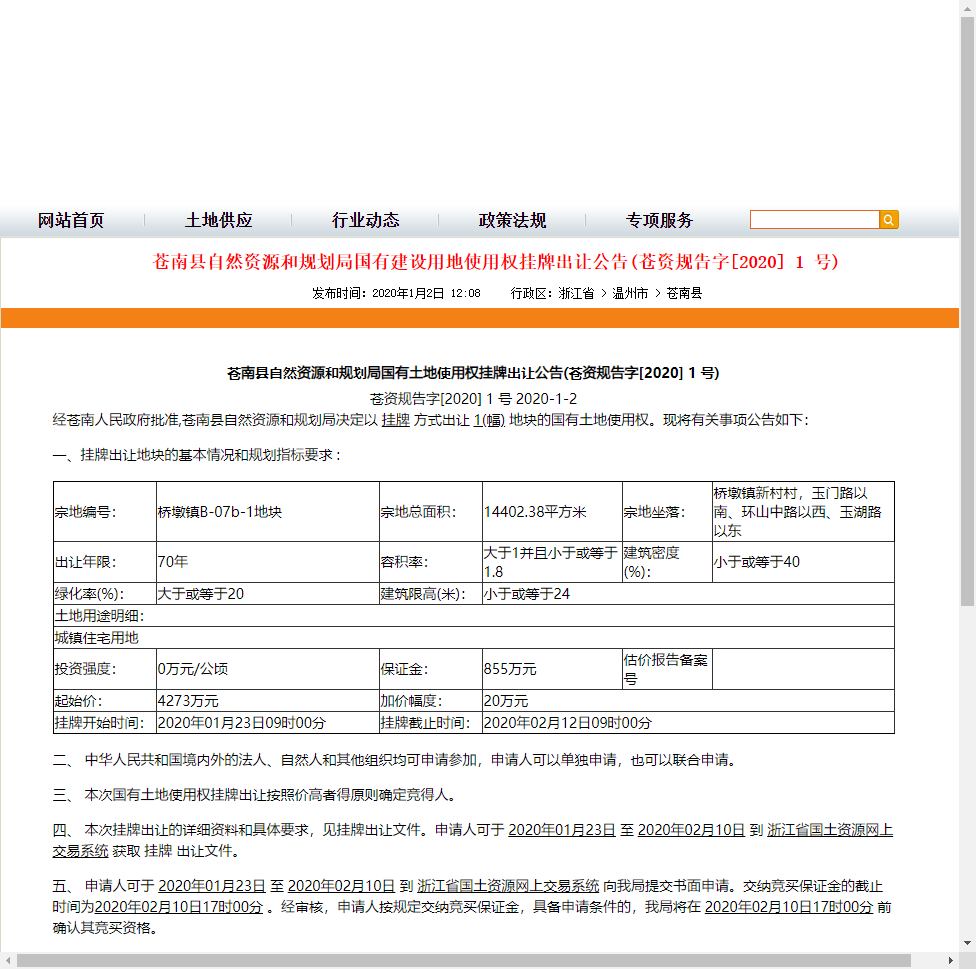 网站首页 土地供应 行业动态 政策法规 专项服务
苍南县自然资源和规划局国有建设用地使用权挂牌出让公告(苍资规告字[2020] 1 号)
发布时间：2020年1月2日 12:08 行政区：浙江省 > 温州市 > 苍南县
苍南县自然资源和规划局国有土地使用权挂牌出让公告(苍资规告字[2020] 1 号)
苍资规告字[2020] 1 号 2020-1-2
经苍南人民政府批准,苍南县自然资源和规划局决定以 挂牌 方式出让 1(幅) 地块的国有土地使用权。现将有关事项公告如下：
一、挂牌出让地块的基本情况和规划指标要求：
宗地编号： 桥墩镇B-07b-1地块 宗地总面积： 14402.38平方米 宗地坐落： 桥墩镇新村村，玉门路以
南、环山中路以西、玉湖路
以东
出让年限： 70年 容积率： 大于1并且小于或等于
1.8 建筑密度
(%)： 小于或等于40
绿化率(%)： 大于或等于20 建筑限高(米)： 小于或等于24
土地用途明细：
城镇住宅用地
投资强度： 0万元/公顷 保证金： 855万元 估价报告备案
号
起始价： 4273万元 加价幅度： 20万元
挂牌开始时间： 2020年01月23日09时00分 挂牌截止时间： 2020年02月12日09时00分
二、 中华人民共和国境内外的法人、自然人和其他组织均可申请参加，申请人可以单独申请，也可以联合申请。
三、 本次国有土地使用权挂牌出让按照价高者得原则确定竞得人。
四、 本次挂牌出让的详细资料和具体要求，见挂牌出让文件。申请人可于 2020年01月23日 至 2020年02月10日 到 浙江省国土资源网上
交易系统 获取 挂牌 出让文件。
五、 申请人可于 2020年01月23日 至 2020年02月10日 到 浙江省国土资源网上交易系统 向我局提交书面申请。交纳竞买保证金的截止
时间为2020年02月10日17时00分 。经审核，申请人按规定交纳竞买保证金，具备申请条件的，我局将在 2020年02月10日17时00分 前
确认其竞买资格。